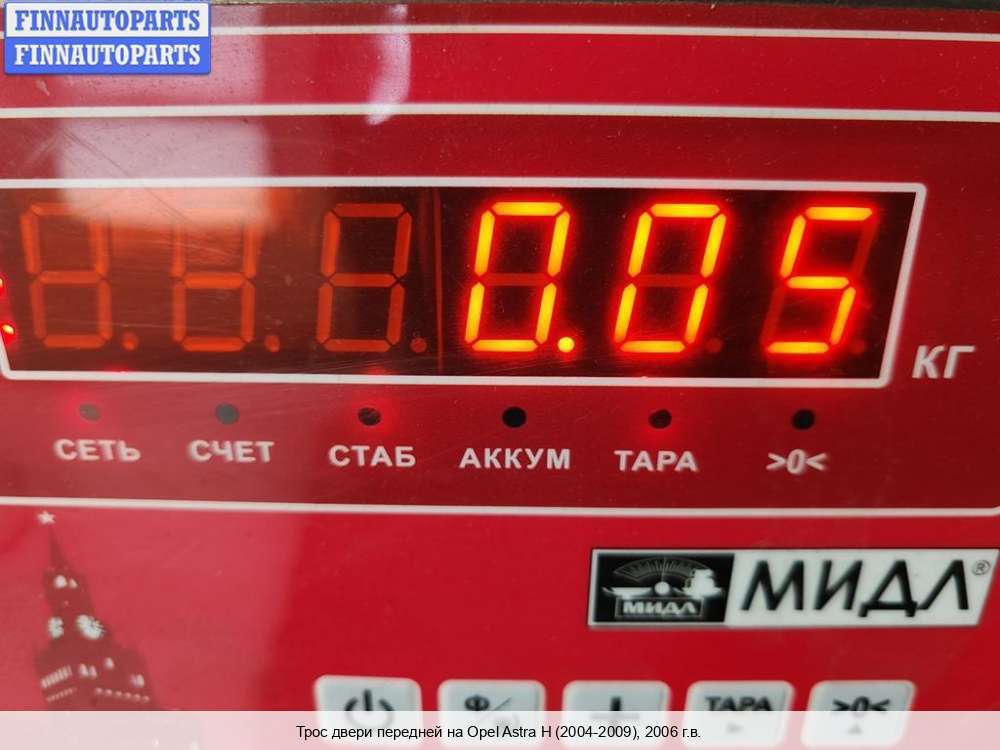 FINNAUTOPARTS
FINNAUTOPARTS
0.05
КГ
СЕТЬ СЧЕТ СТАБ АККУМ ТАРА >0<
МИДЛ МИДЛ®
ТАРА >0<
Трос двери передней на Opel Astra H (2004-2009), 2006 г.в.